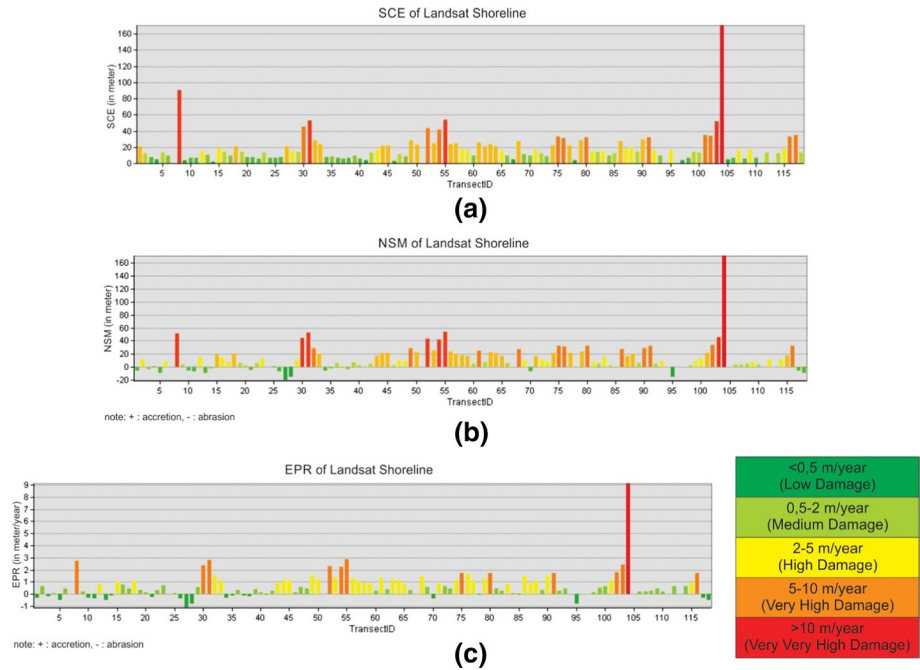 SCE of Landsat Shoreline
SCE (in meter)
160
140
120
100
80
60
40
20
0
5 10 15 20 25 30 35 40 45 50 55 60 65 70 75 80 85 90 95 100 105 110 115
TransectID
(a)
NSM of Landsat Shoreline
NSM (in meter)
160
140
120
100
80
60
40
20
0
-20
5 10 15 20 25 30 35 40 45 50 55 60 65 70 75 80 85 90 95 100 105 110 115
TransectID
note: + : accretion, - : abrasion
(b)
EPR of Landsat Shoreline
EPR (in meter/year)
9
8
7
6
5
4
3
2
1
0
-1
5 10 15 20 25 30 35 40 45 50 55 60 65 70 75 80 85 90 95 100 105 110 115
TransectID
note: + : accretion, - : abrasion
(c)
<0,5 m/year
(Low Damage)
0,5-2 m/year
(Medium Damage)
2-5 m/year
(High Damage)
5-10 m/year
(Very High Damage)
>10 m/year
(Very Very High Damage)